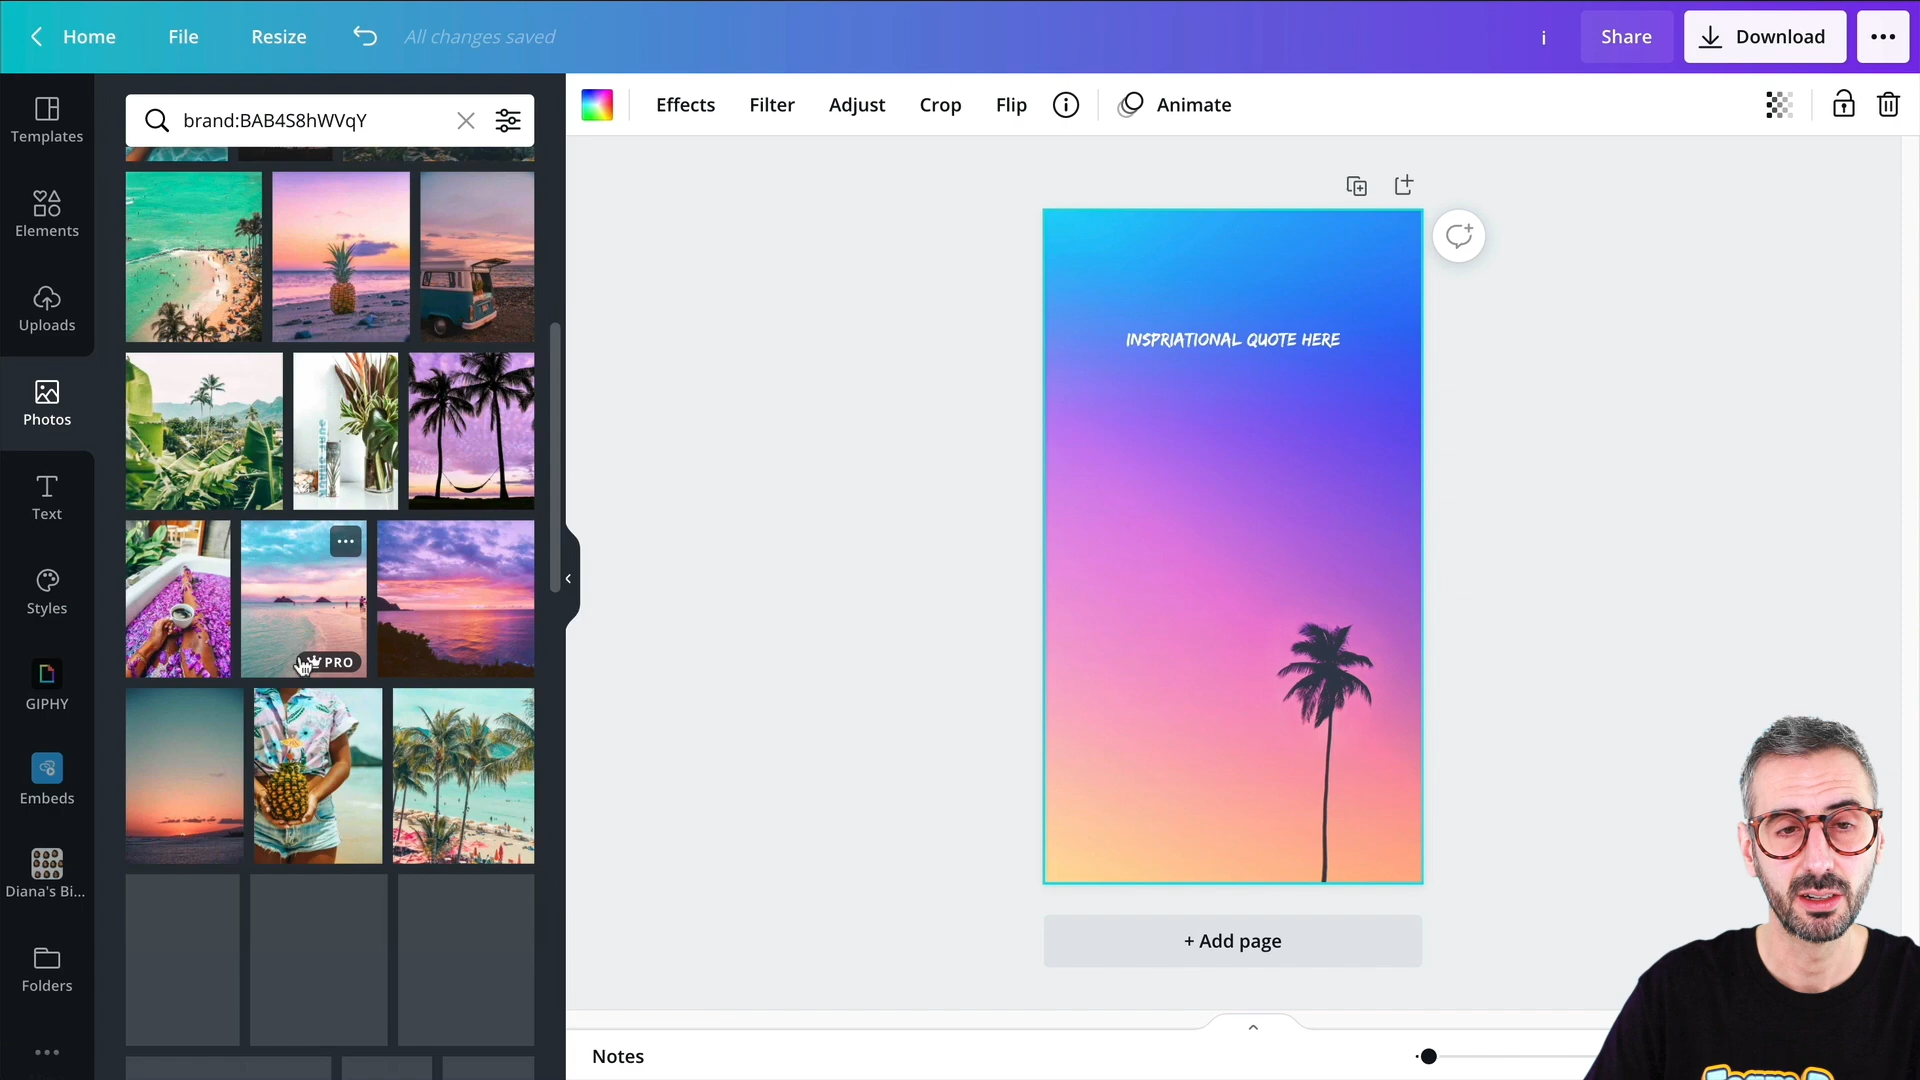 Home
File
Resize
All changes saved
i
Share
Download
brand:BAB4S8hWVqY
Effects
Filter
Adjust
Crop
Flip
Animate
Templates
Elements
Uploads
Photos
Text
Styles
GIPHY
Embeds
Diana's Bi...
Folders
PRO
INSPRIATIONAL QUOTE HERE
+ Add page
Notes